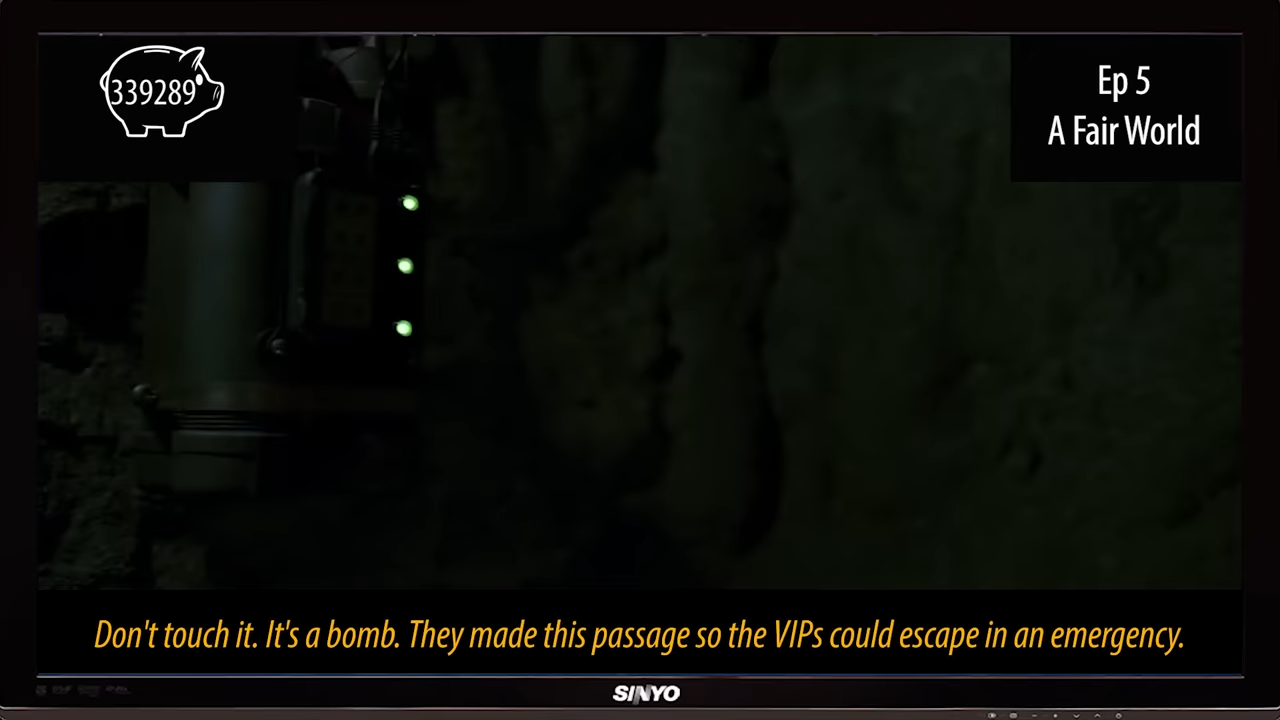 339289
Ep 5
A Fair World
Don't touch it. It's a bomb. They made this passage so the VIPs could escape in an emergency.
SINYO